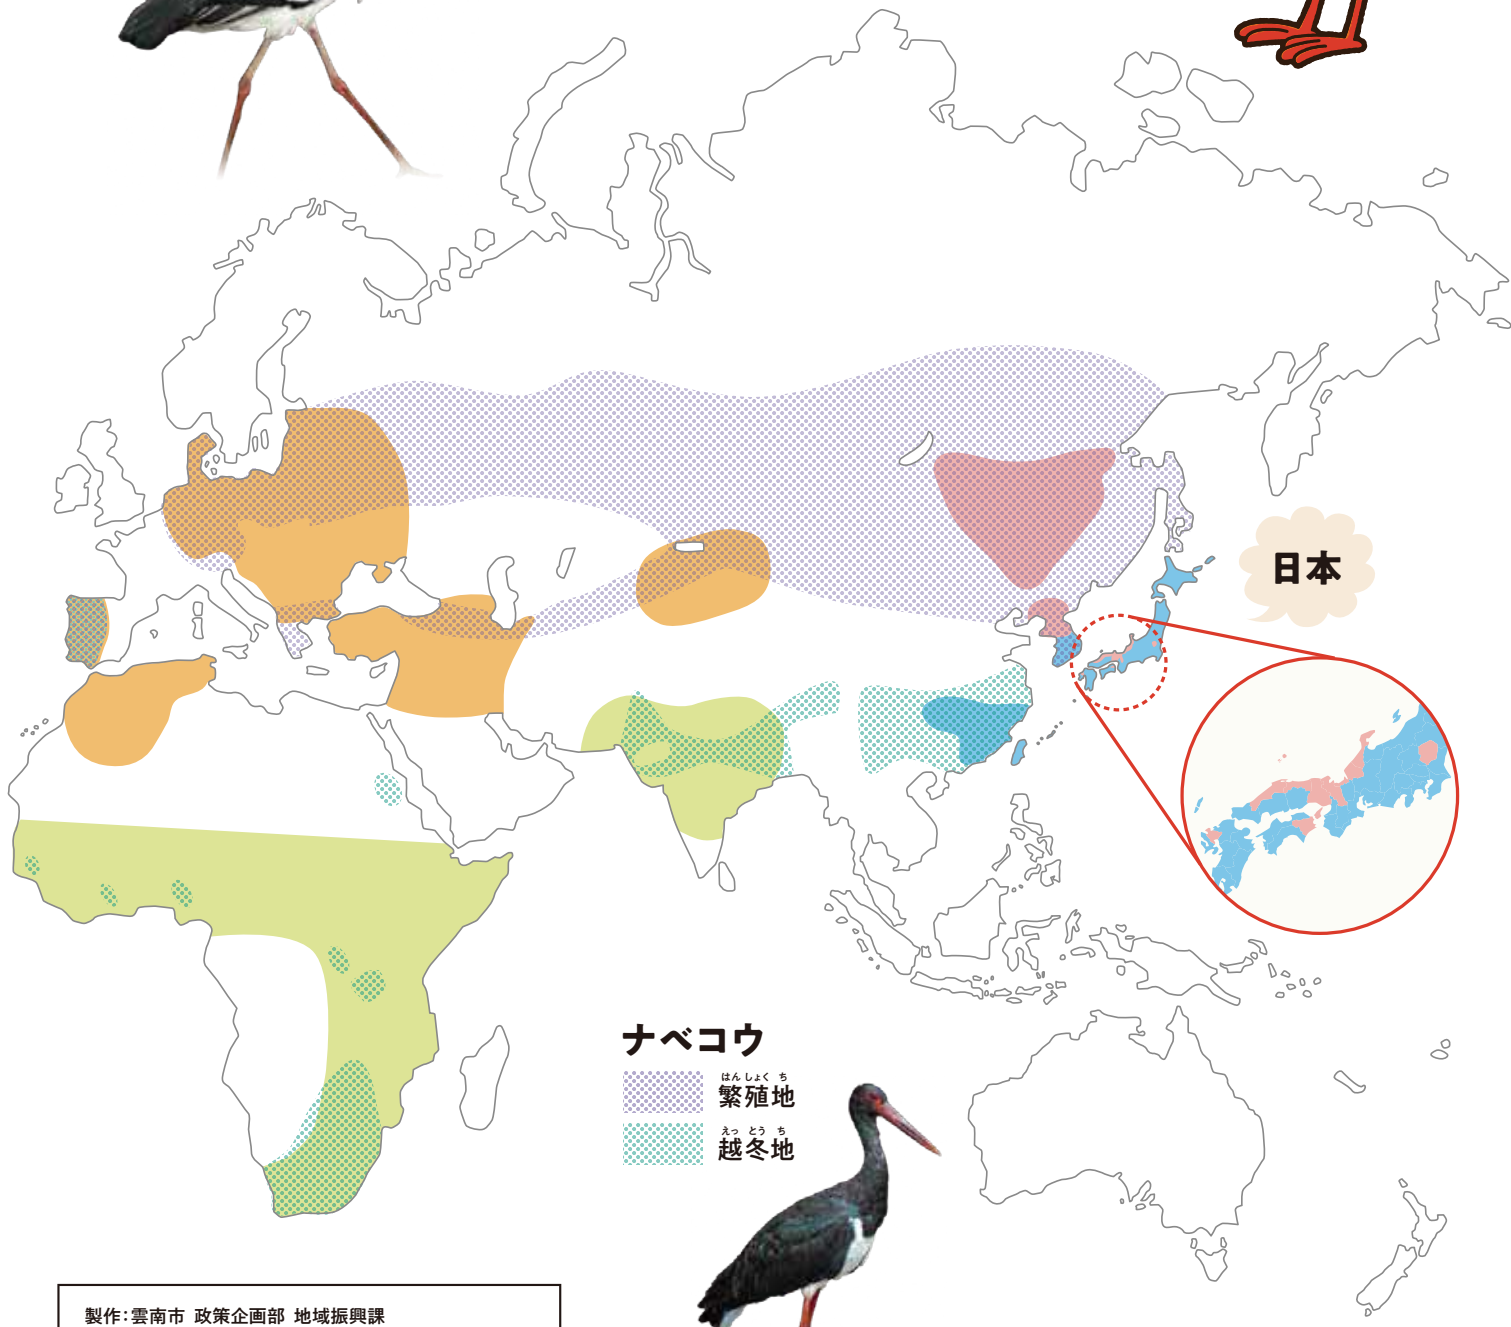 日本
ナベコウ
はんしょくち
繁殖地
えっとうち
越冬地
製作：雲南市 政策企画部 地域振興課